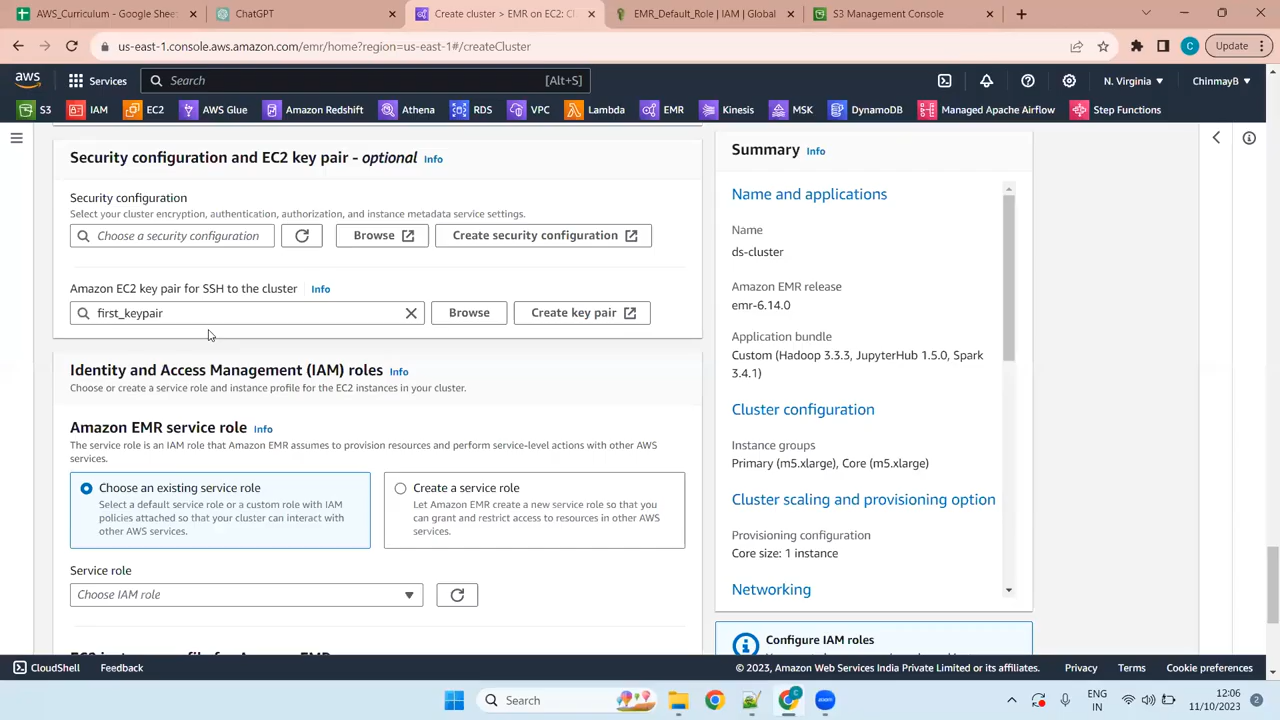 AWS_Curriculum - Google Sheet
ChatGPT
Create cluster > EMR on EC2: Cl
EMR_Default_Role | IAM | Global
S3 Management Console
us-east-1.console.aws.amazon.com/emr/home?region=us-east-1#/createCluster
C
Update
aws
Services
Search
[Alt+S]
N. Virginia
ChinmayB
S3
IAM
EC2
AWS Glue
Amazon Redshift
Athena
RDS
VPC
Lambda
EMR
Kinesis
MSK
DynamoDB
Managed Apache Airflow
Step Functions
Security configuration and EC2 key pair - optional Info
Security configuration
Select your cluster encryption, authentication, authorization, and instance metadata service settings.
Choose a security configuration
Browse
Create security configuration
Amazon EC2 key pair for SSH to the cluster
Info
first_keypair
Browse
Create key pair
Identity and Access Management (IAM) roles Info
Choose or create a service role and instance profile for the EC2 instances in your cluster.
Amazon EMR service role Info
The service role is an IAM role that Amazon EMR assumes to provision resources and perform service-level actions with other AWS
services.
Choose an existing service role
Select a default service role or a custom role with IAM
policies attached so that your cluster can interact with
other AWS services.
Create a service role
Let Amazon EMR create a new service role so that you
can grant and restrict access to resources in other AWS
services.
Service role
Choose IAM role
EC2 instance profile for Amazon EMR
Summary Info
Name and applications
Name
ds-cluster
Amazon EMR release
emr-6.14.0
Application bundle
Custom (Hadoop 3.3.3, JupyterHub 1.5.0, Spark
3.4.1)
Cluster configuration
Instance groups
Primary (m5.xlarge), Core (m5.xlarge)
Cluster scaling and provisioning option
Provisioning configuration
Core size: 1 instance
Networking
Configure IAM roles
CloudShell
Feedback
© 2023, Amazon Web Services India Private Limited or its affiliates.
Privacy
Terms
Cookie preferences
Search
ENG
IN
12:06
11/10/2023
2